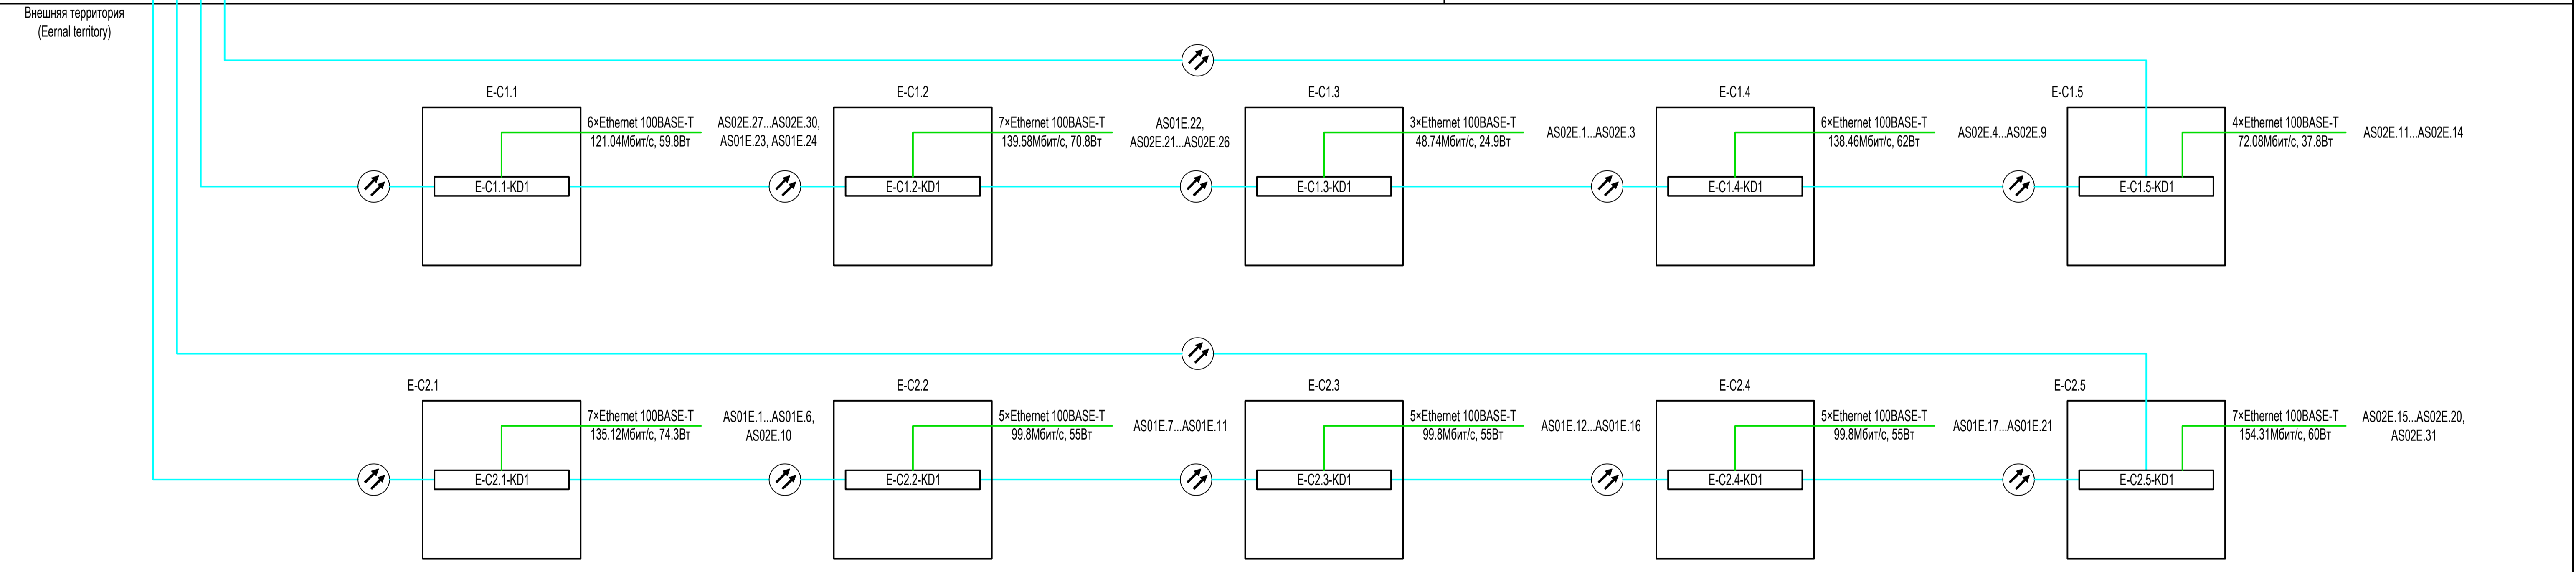 Внешняя территория
(Eernal territory)
E-C1.1
6×Ethernet 100BASE-T
121.04Мбит/с, 59.8Вт
AS02E.27...AS02E.30,
AS01E.23, AS01E.24
E-C1.1-KD1
E-C1.2
7×Ethernet 100BASE-T
139.58Мбит/с, 70.8Вт
AS01E.22,
AS02E.21...AS02E.26
E-C1.2-KD1
E-C1.3
3×Ethernet 100BASE-T
48.74Мбит/с, 24.9Вт
AS02E.1...AS02E.3
E-C1.3-KD1
E-C1.4
6×Ethernet 100BASE-T
138.46Мбит/с, 62Вт
AS02E.4...AS02E.9
E-C1.4-KD1
E-C1.5
4×Ethernet 100BASE-T
72.08Мбит/с, 37.8Вт
AS02E.11...AS02E.14
E-C1.5-KD1
E-C2.1
7×Ethernet 100BASE-T
135.12Мбит/с, 74.3Вт
AS01E.1...AS01E.6,
AS02E.10
E-C2.1-KD1
E-C2.2
5×Ethernet 100BASE-T
99.8Мбит/с, 55Вт
AS01E.7...AS01E.11
E-C2.2-KD1
E-C2.3
5×Ethernet 100BASE-T
99.8Мбит/с, 55Вт
AS01E.12...AS01E.16
E-C2.3-KD1
E-C2.4
5×Ethernet 100BASE-T
99.8Мбит/с, 55Вт
AS01E.17...AS01E.21
E-C2.4-KD1
E-C2.5
7×Ethernet 100BASE-T
154.31Мбит/с, 60Вт
AS02E.15...AS02E.20,
AS02E.31
E-C2.5-KD1